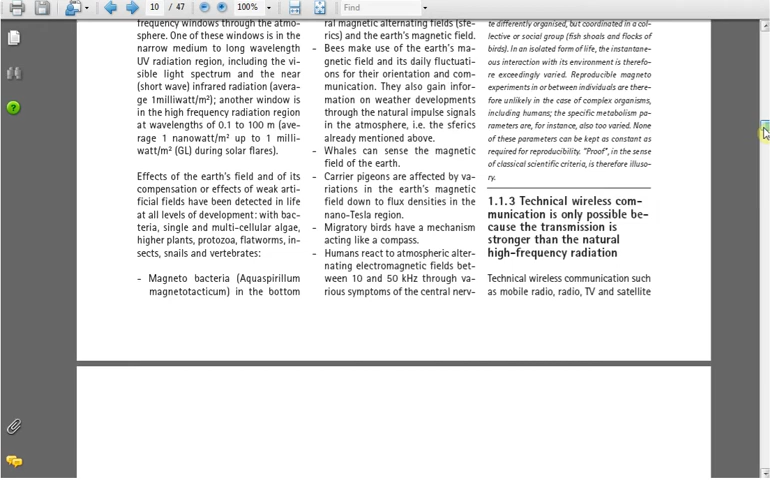 10 / 47 100% Find
frequency windows through the atmo-
sphere. One of these windows is in the
narrow medium to long wavelength
UV radiation region, including the vi-
sible light spectrum and the near
(short wave) infrared radiation (avera-
ge 1milliwatt/m²); another window is
in the high frequency radiation region
at wavelengths of 0.1 to 100 m (ave-
rage 1 nanowatt/m² up to 1 milli-
watt/m² (GL) during solar flares).
Effects of the earth's field and of its
compensation or effects of weak arti-
ficial fields have been detected in life
at all levels of development: with bac-
teria, single and multi-cellular algae,
higher plants, protozoa, flatworms, in-
sects, snails and vertebrates:
- Magneto bacteria (Aquaspirillum
magnetotacticum) in the bottom
ral magnetic alternating fields (sfe-
rics) and the earth's magnetic field.
- Bees make use of the earth's ma-
gnetic field and its daily fluctuati-
ons for their orientation and com-
munication. They also gain infor-
mation on weather developments
through the natural impulse signals
in the atmosphere, i.e. the sferics
already mentioned above.
- Whales can sense the magnetic
field of the earth.
- Carrier pigeons are affected by va-
riations in the earth's magnetic
field down to flux densities in the
nano-Tesla region.
- Migratory birds have a mechanism
acting like a compass.
- Humans react to atmospheric alter-
nating electromagnetic fields bet-
ween 10 and 50 kHz through va-
rious symptoms of the central nerv-
te differently organised, but coordinated in a col-
lective or social group (fish shoals and flocks of
birds). In an isolated form of life, the instantane-
ous interaction with its environment is therefo-
re exceedingly varied. Reproducible magneto
experiments in or between individuals are there-
fore unlikely in the case of complex organisms,
including humans; the specific metabolism pa-
rameters are, for instance, also too varied. None
of these parameters can be kept as constant as
required for reproducibility. "Proof", in the sense
of classical scientific criteria, is therefore illuso-
ry.
1.1.3 Technical wireless com-
munication is only possible be-
cause the transmission is
stronger than the natural
high-frequency radiation
Technical wireless communication such
as mobile radio, radio, TV and satellite